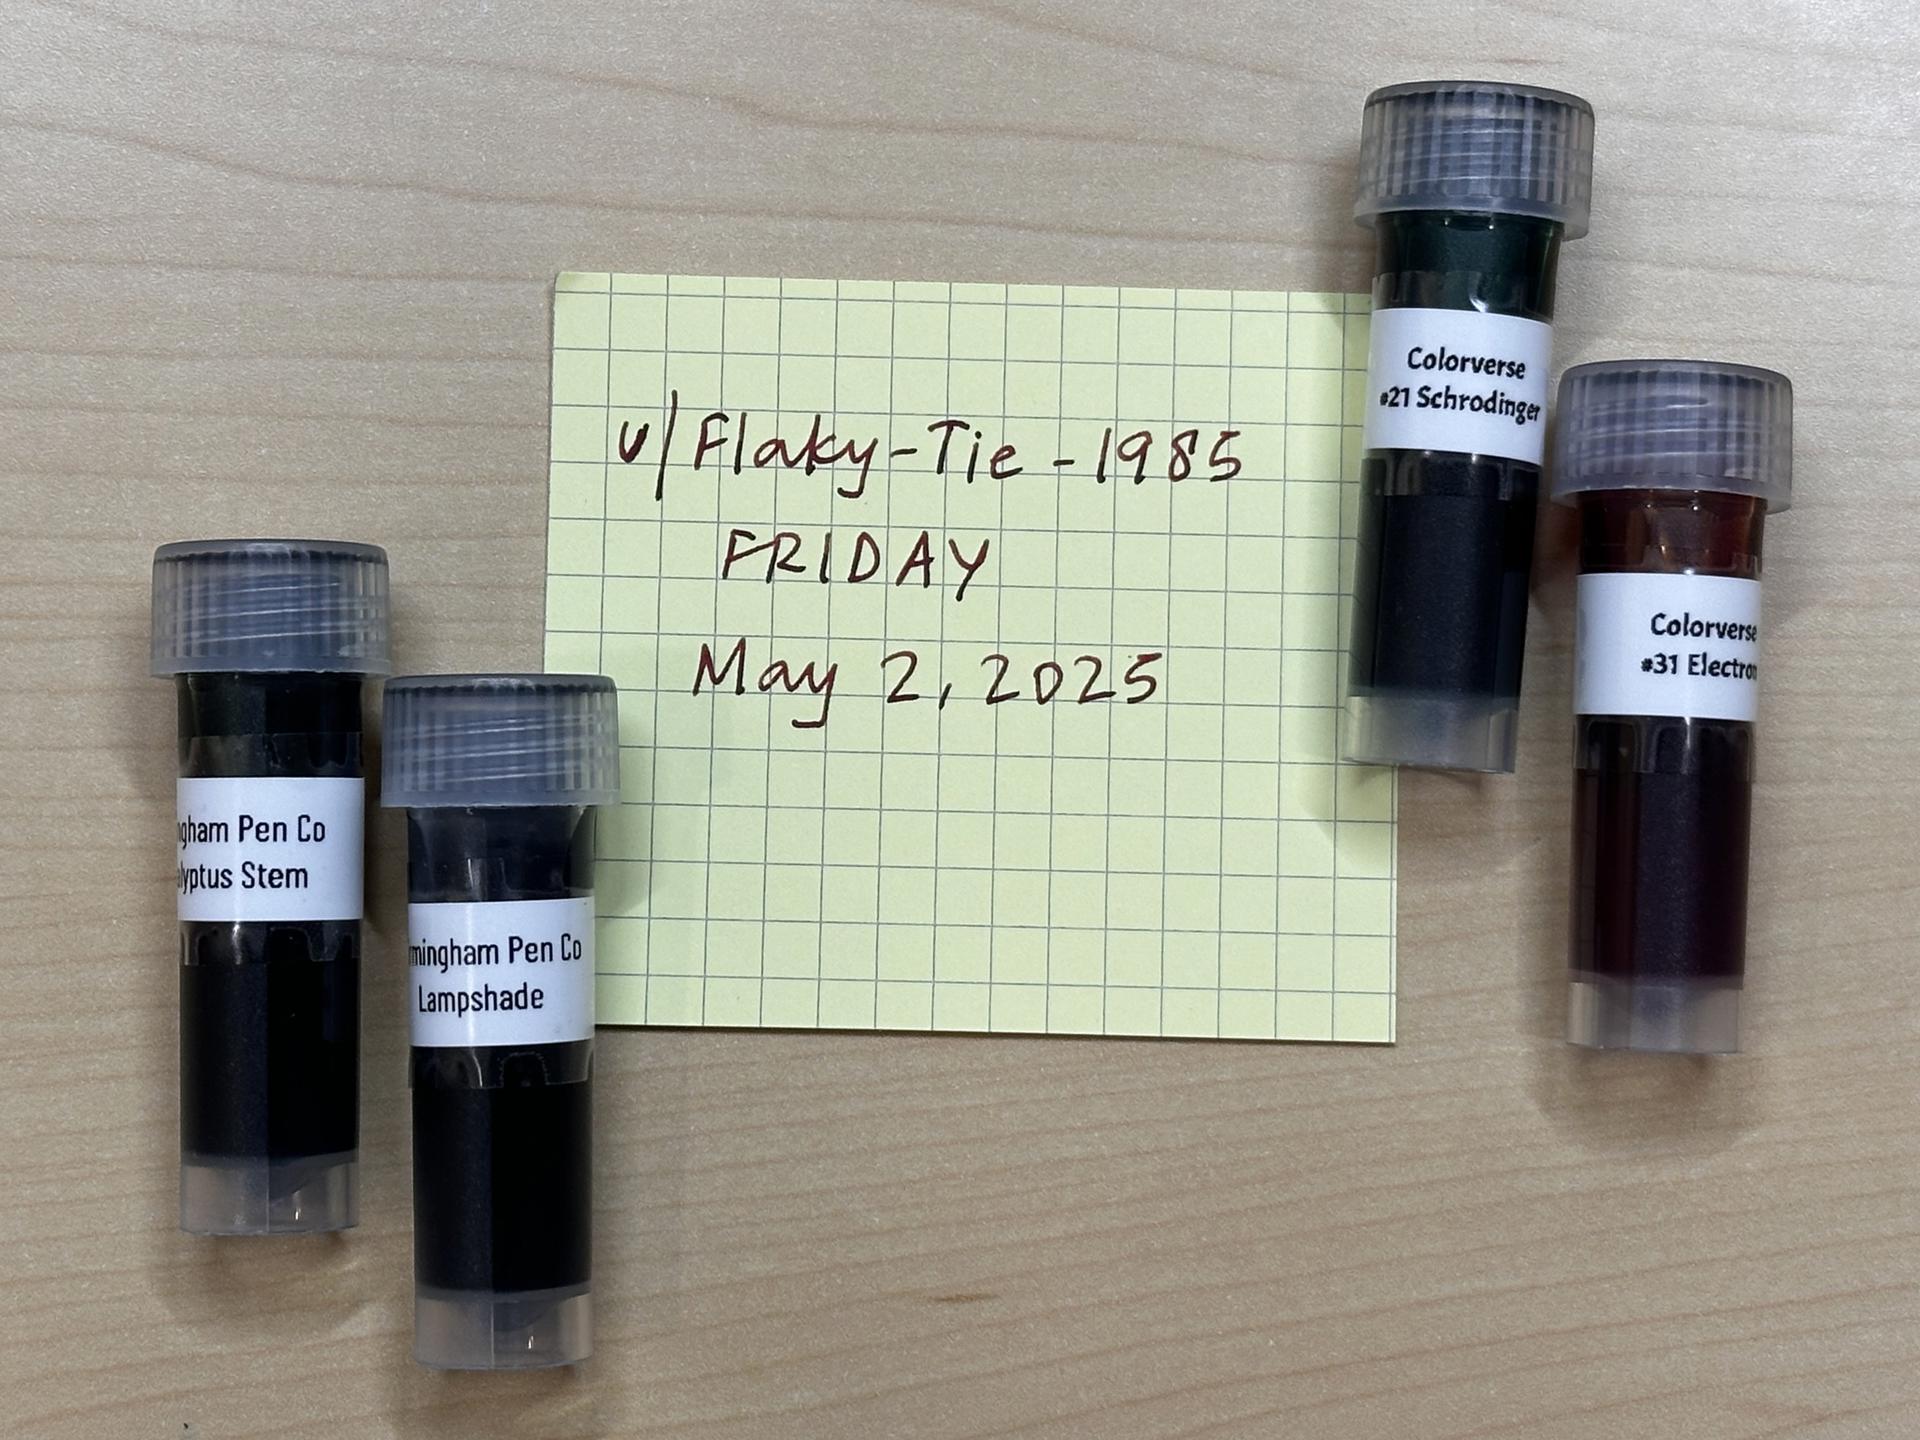 Colorverse
#21 Schrodinger
u/Flaky-Tie-1985
FRIDAY
May 2, 2025
Colorverse
#31 Electron
ngham Pen Co
alyptus Stem
rmingham Pen Co
Lampshade